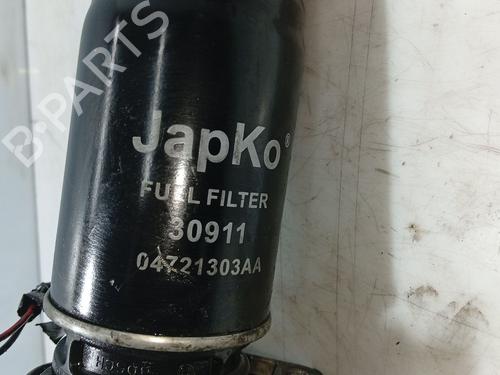 B-PARTS
JapKo®
FUEL FILTER
30911
04721303AA